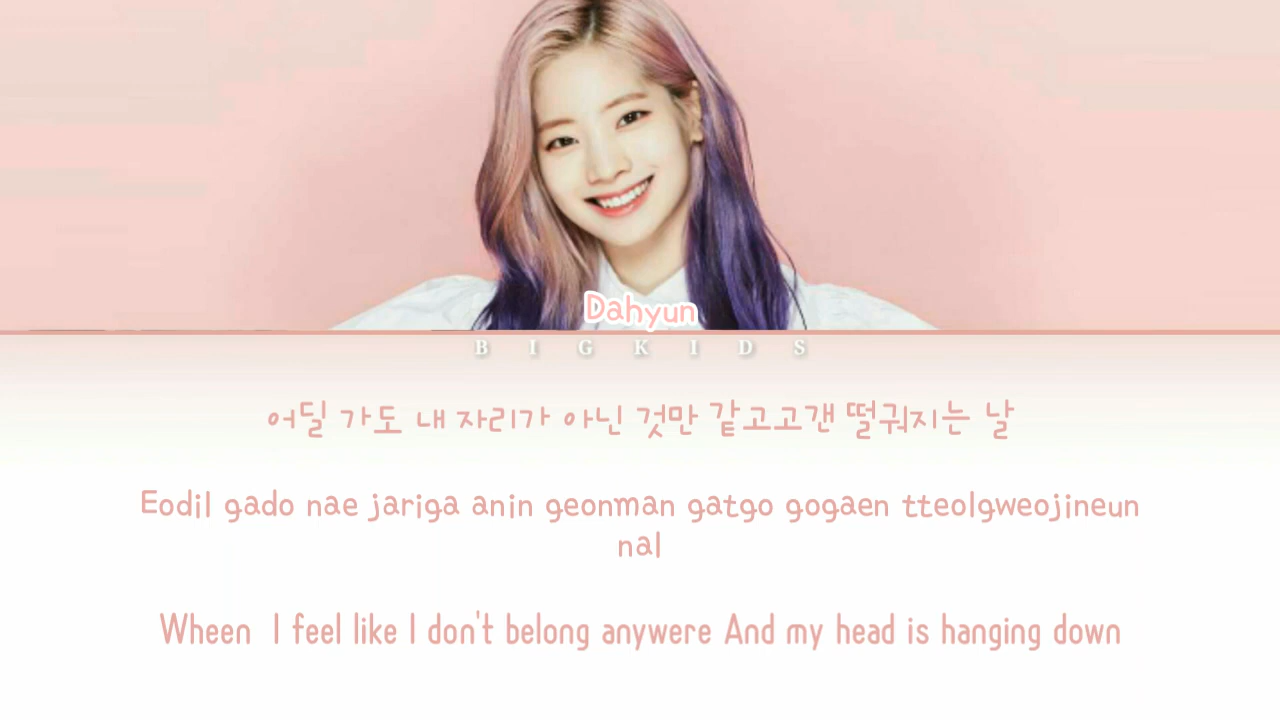 Dahyun
B I G K I D S
어딜 가도 내 자리가 아닌 것만 같고고갠 떨궈지는 날
Eodil gado nae jariga anin geonman gatgo gogaen tteolgweojineun
nal
Wheen I feel like I don't belong anywere And my head is hanging down